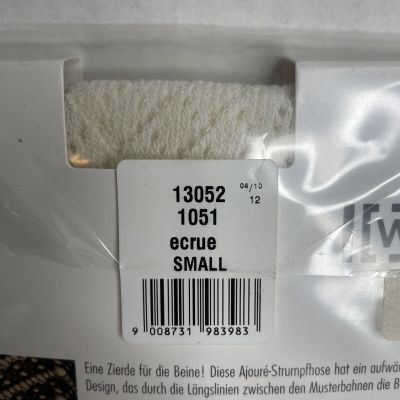 13052 04/10
1051 12
ecrue
SMALL
9 008731 983983
W
Eine Zierde für die Beine! Diese Ajouré-Strumpfhose hat ein aufwä
Design, das durch die Längslinien zwischen den Musterbahnen die B